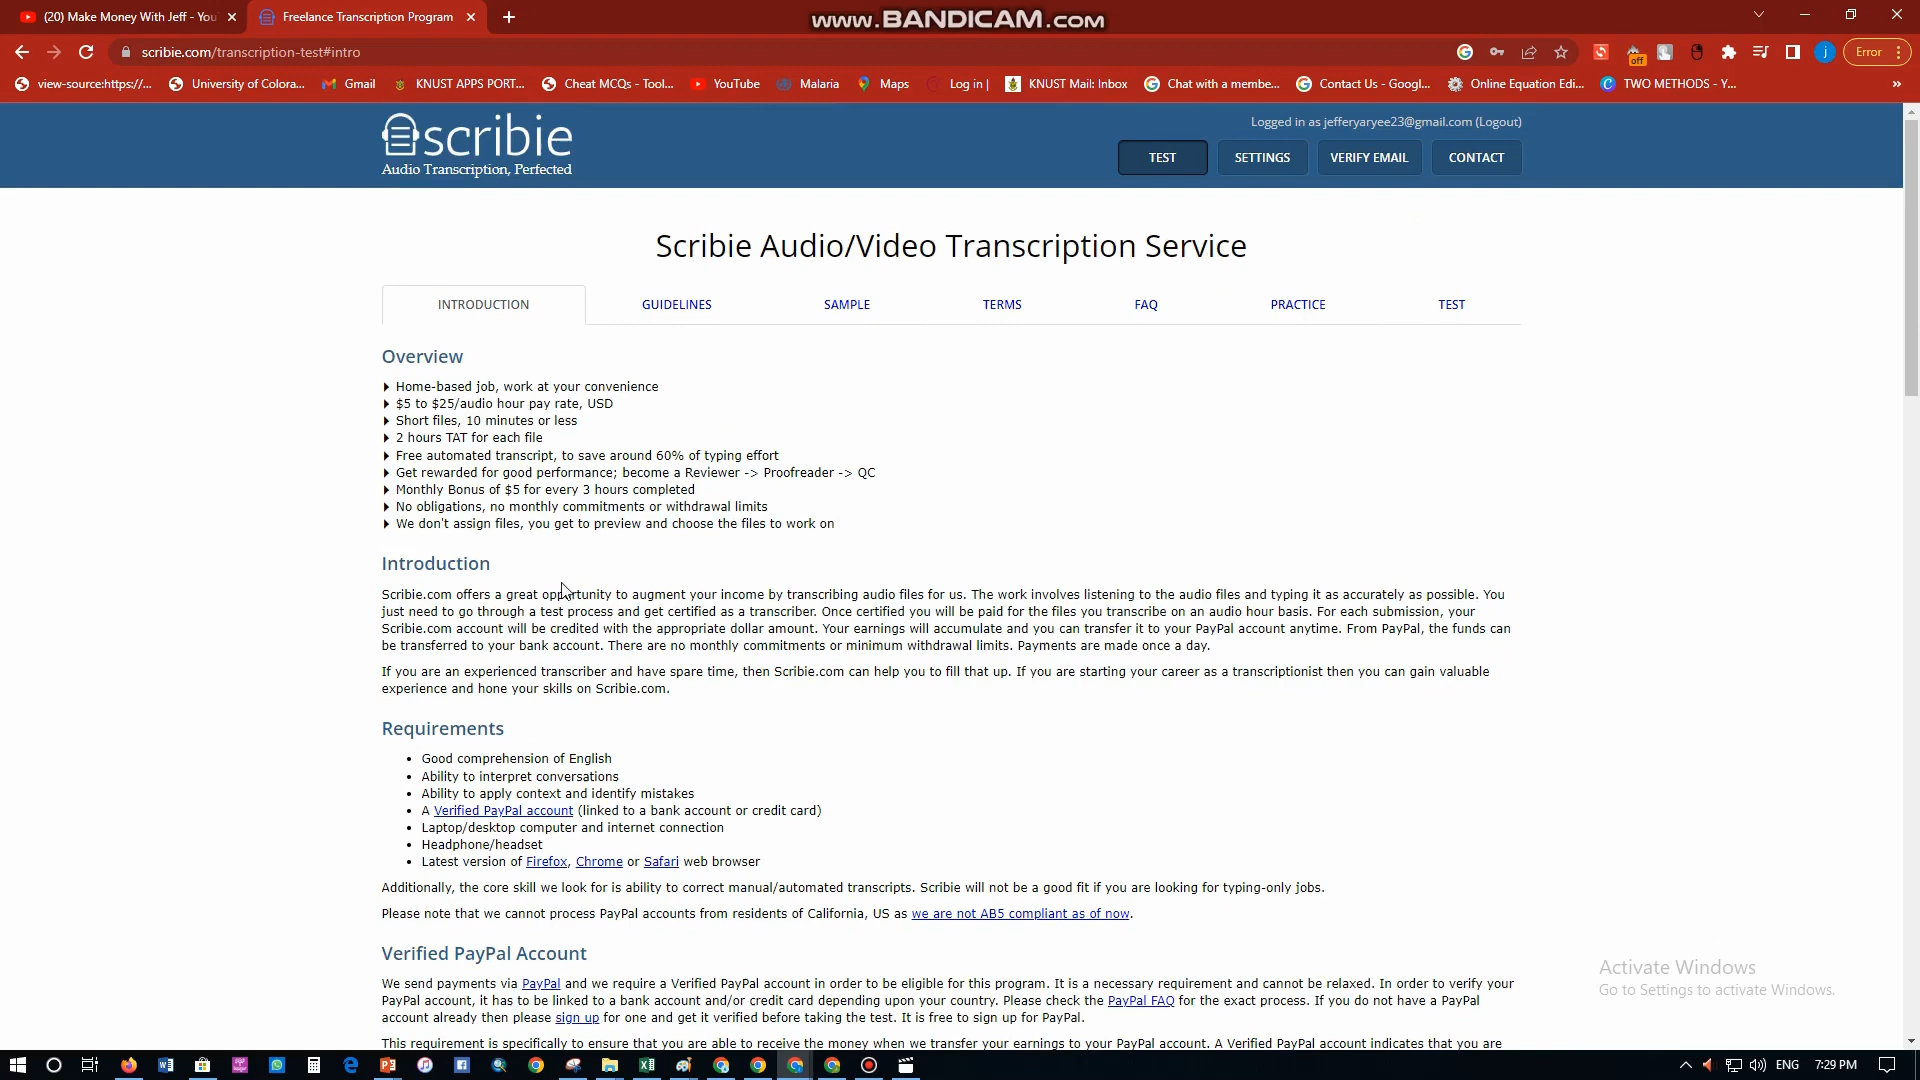 (20) Make Money With Jeff - You
Freelance Transcription Program
www.BANDICAM.com
scribie.com/transcription-test#intro
off
j
Error
view-source:https://...
University of Colora...
Gmail
KNUST APPS PORT...
Cheat MCQs - Tool...
YouTube
Malaria
Maps
Log in |
KNUST Mail: Inbox
Chat with a membe...
Contact Us - Googl...
Online Equation Edi...
TWO METHODS - Y...
»
scribie
Audio Transcription, Perfected
Logged in as jefferyaryee23@gmail.com (Logout)
TEST
SETTINGS
VERIFY EMAIL
CONTACT
Scribie Audio/Video Transcription Service
INTRODUCTION
GUIDELINES
SAMPLE
TERMS
FAQ
PRACTICE
TEST
Overview
Home-based job, work at your convenience
$5 to $25/audio hour pay rate, USD
Short files, 10 minutes or less
2 hours TAT for each file
Free automated transcript, to save around 60% of typing effort
Get rewarded for good performance; become a Reviewer -> Proofreader -> QC
Monthly Bonus of $5 for every 3 hours completed
No obligations, no monthly commitments or withdrawal limits
We don't assign files, you get to preview and choose the files to work on
Introduction
Scribie.com offers a great opportunity to augment your income by transcribing audio files for us. The work involves listening to the audio files and typing it as accurately as possible. You
just need to go through a test process and get certified as a transcriber. Once certified you will be paid for the files you transcribe on an audio hour basis. For each submission, your
Scribie.com account will be credited with the appropriate dollar amount. Your earnings will accumulate and you can transfer it to your PayPal account anytime. From PayPal, the funds can
be transferred to your bank account. There are no monthly commitments or minimum withdrawal limits. Payments are made once a day.
If you are an experienced transcriber and have spare time, then Scribie.com can help you to fill that up. If you are starting your career as a transcriptionist then you can gain valuable
experience and hone your skills on Scribie.com.
Requirements
• Good comprehension of English
• Ability to interpret conversations
• Ability to apply context and identify mistakes
• A Verified PayPal account (linked to a bank account or credit card)
• Laptop/desktop computer and internet connection
• Headphone/headset
• Latest version of Firefox, Chrome or Safari web browser
Additionally, the core skill we look for is ability to correct manual/automated transcripts. Scribie will not be a good fit if you are looking for typing-only jobs.
Please note that we cannot process PayPal accounts from residents of California, US as we are not AB5 compliant as of now.
Verified PayPal Account
We send payments via PayPal and we require a Verified PayPal account in order to be eligible for this program. It is a necessary requirement and cannot be relaxed. In order to verify your
PayPal account, it has to be linked to a bank account and/or credit card depending upon your country. Please check the PayPal FAQ for the exact process. If you do not have a PayPal
account already then please sign up for one and get it verified before taking the test. It is free to sign up for PayPal.
This requirement is specifically to ensure that you are able to receive the money when we transfer your earnings to your PayPal account. A Verified PayPal account indicates that you are
Activate Windows
Go to Settings to activate Windows.
ENG
7:29 PM